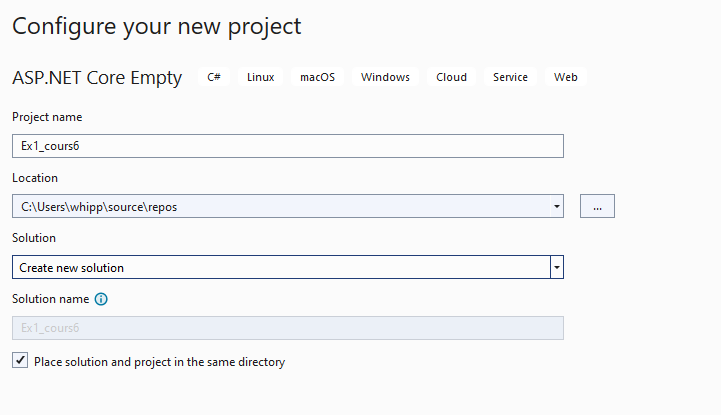 Configure your new project
ASP.NET Core Empty C# Linux macOS Windows Cloud Service Web
Project name
Ex1_cours6
Location
C:\Users\whipp\source\repos ...
Solution
Create new solution
Solution name
Ex1_cours6
Place solution and project in the same directory